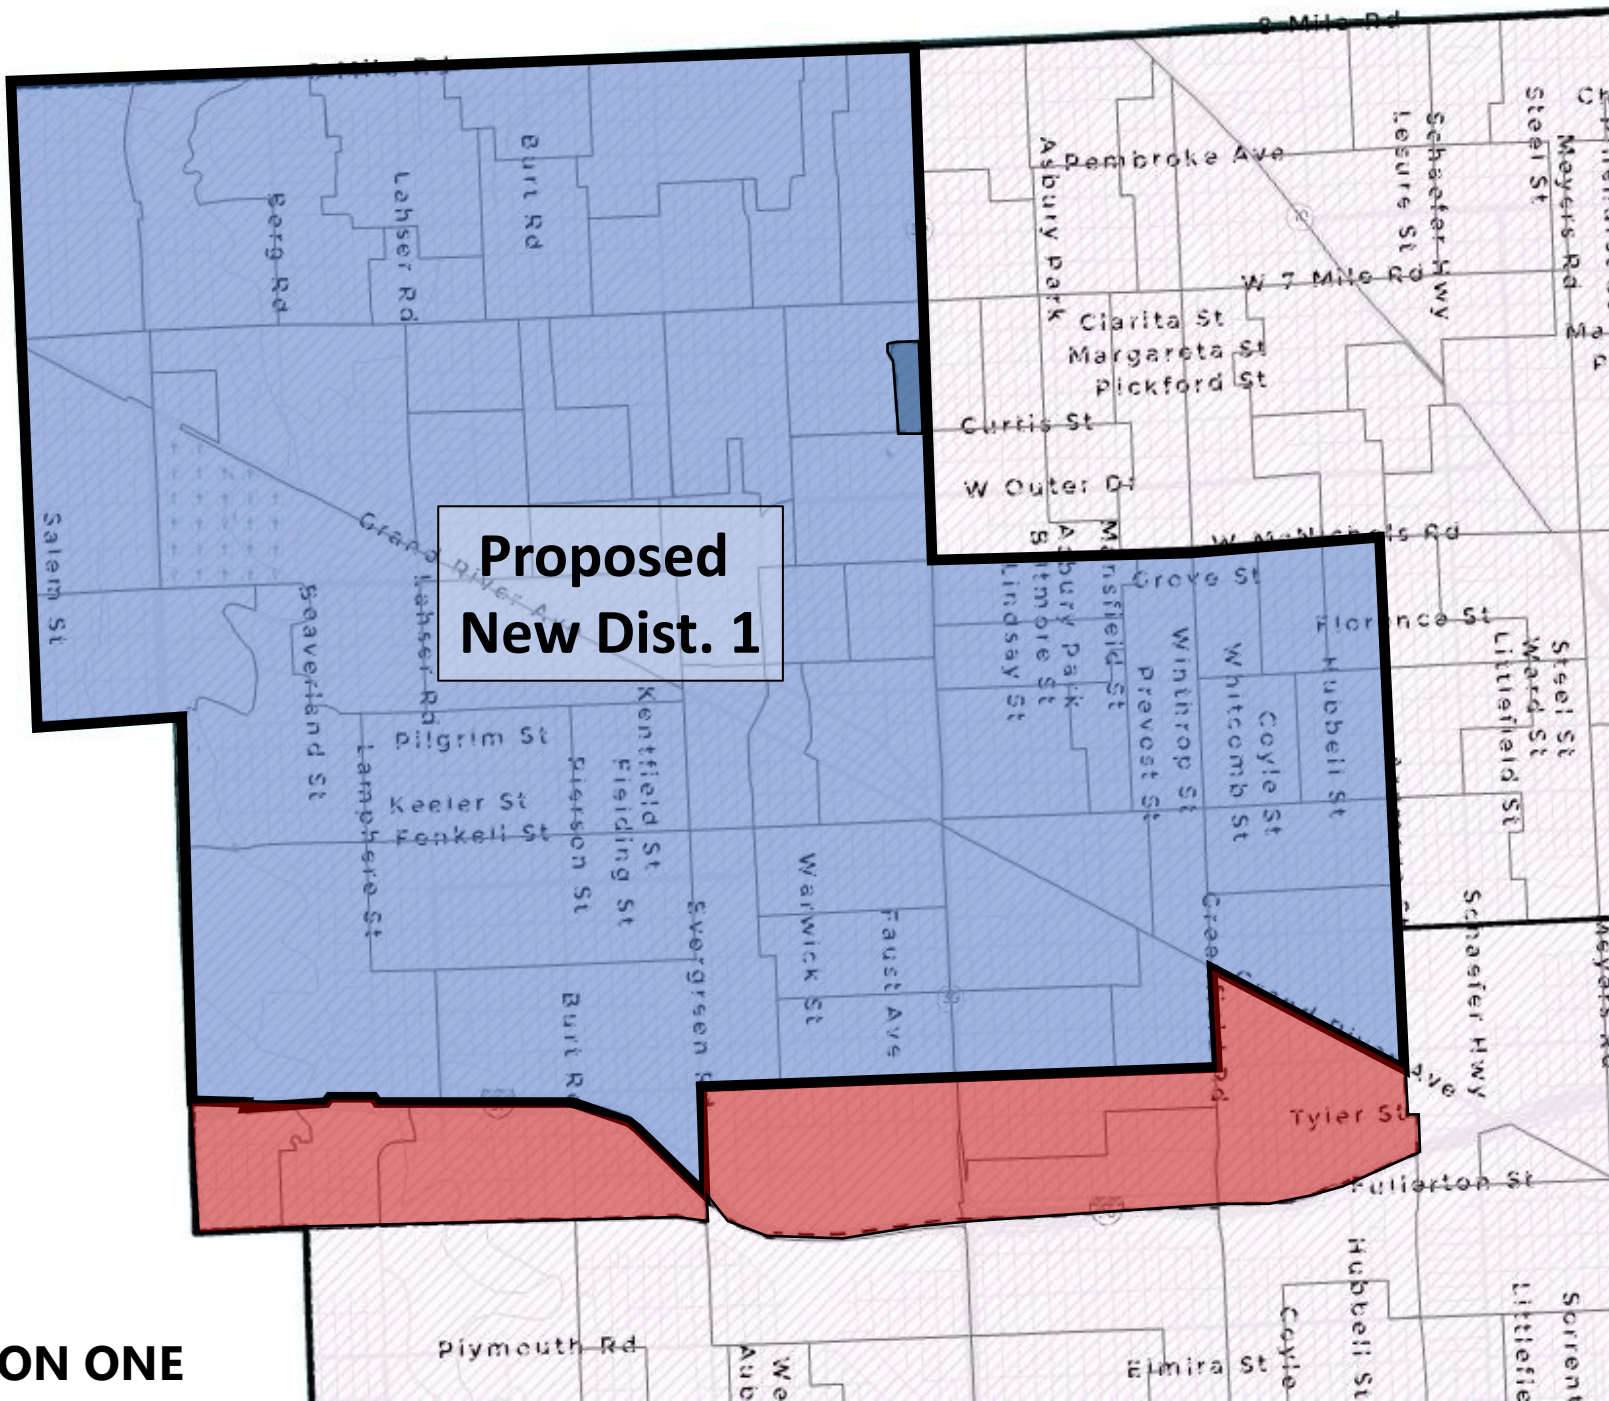 8 Mile Rd
Burt Rd
Lahser Rd
Berg Rd
Asbury Park
Pembroke Ave
Lesure St
Schaefer Hwy
Steel St
Meyers Rd
W 7 Mile Rd
Clarita St
Margareta St
Pickford St
Curtis St
W Outer Dr
Salem St
Grand River Ave
Proposed
New Dist. 1
Lahser Rd
Beaverland St
Lindsay St
Asbury Park
Mansfield St
Grove St
Prevost St
Winthrop St
Whitcomb St
Coyle St
Hubbell St
Florence St
Littlefield St
Ward St
Steel St
Pilgrim St
Keeler St
Fenkell St
Lamphere St
Pierson St
Fielding St
Kentfield St
Warwick St
Faust Ave
Burt
Evergreen
Rd
Schaefer Hwy
Ave
Tyler St
Fullerton St
Hubbell St
Coyle
Plymouth Rd
Elmira St
ON ONE